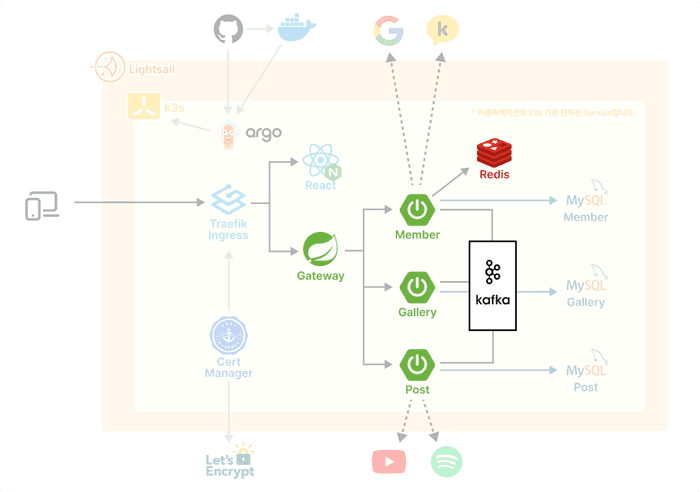 Lightsail
k3s
* 어플리케이션의 k3s 기본 단위는 Service입니다.
argo
React
Redis
Traefik
Ingress
Gateway
Member
MySQL
Member
kafka
Gallery
MySQL
Gallery
Cert
Manager
Post
MySQL
Post
Let's
Encrypt